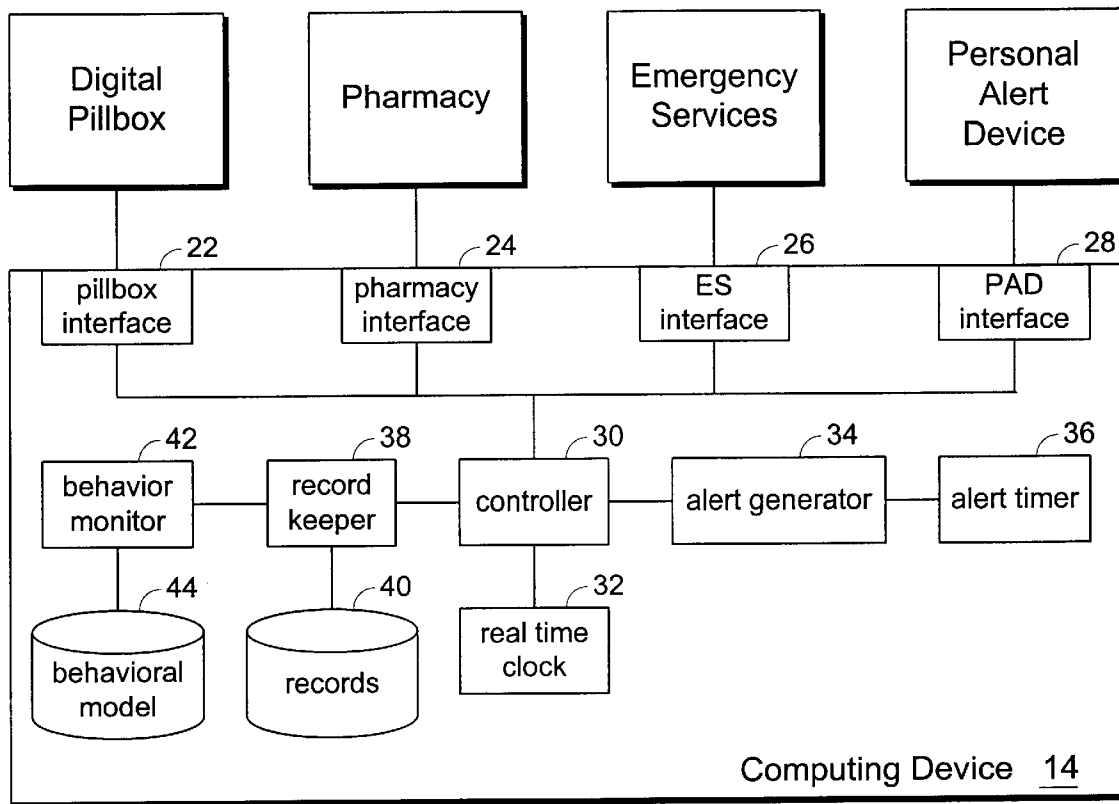 Digital
Pillbox
Pharmacy
Emergency
Services
Personal
Alert
Device
22
24
26
28
pillbox
interface
pharmacy
interface
ES
interface
PAD
interface
42
38
30
34
36
behavior
monitor
record
keeper
controller
alert generator
alert timer
44
40
32
behavioral
model
records
real time
clock
Computing Device 14